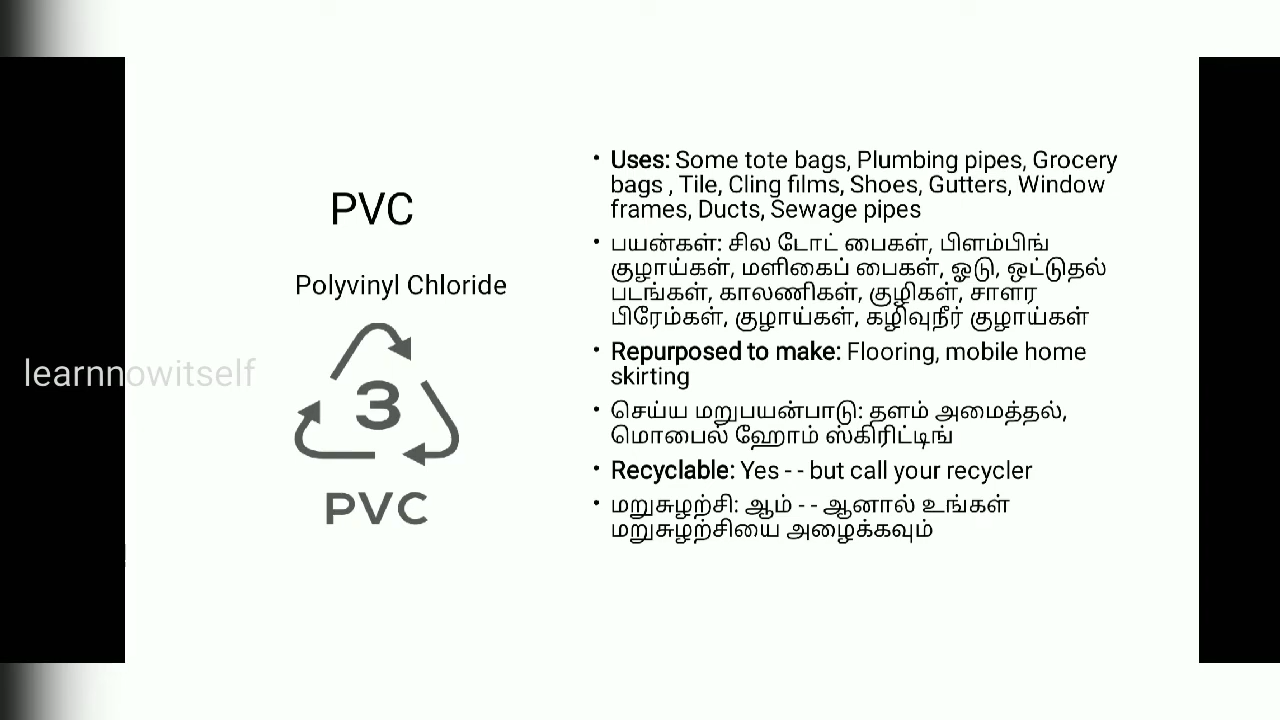 PVC
Polyvinyl Chloride
3
PVC
learnnowitself
• Uses: Some tote bags, Plumbing pipes, Grocery
bags , Tile, Cling films, Shoes, Gutters, Window
frames, Ducts, Sewage pipes
• பயன்கள்: சில டோட் பைகள், பிளம்பிங்
குழாய்கள், மளிகைப் பைகள், ஓடு, ஒட்டுதல்
படங்கள், காலணிகள், குழிகள், சாளர
பிரேம்கள், குழாய்கள், கழிவுநீர் குழாய்கள்
• Repurposed to make: Flooring, mobile home
skirting
• செய்ய மறுபயன்பாடு: தளம் அமைத்தல்,
மொபைல் ஹோம் ஸ்கிரிட்டிங்
• Recyclable: Yes - - but call your recycler
• மறுசுழற்சி: ஆம் - - ஆனால் உங்கள்
மறுசுழற்சியை அழைக்கவும்